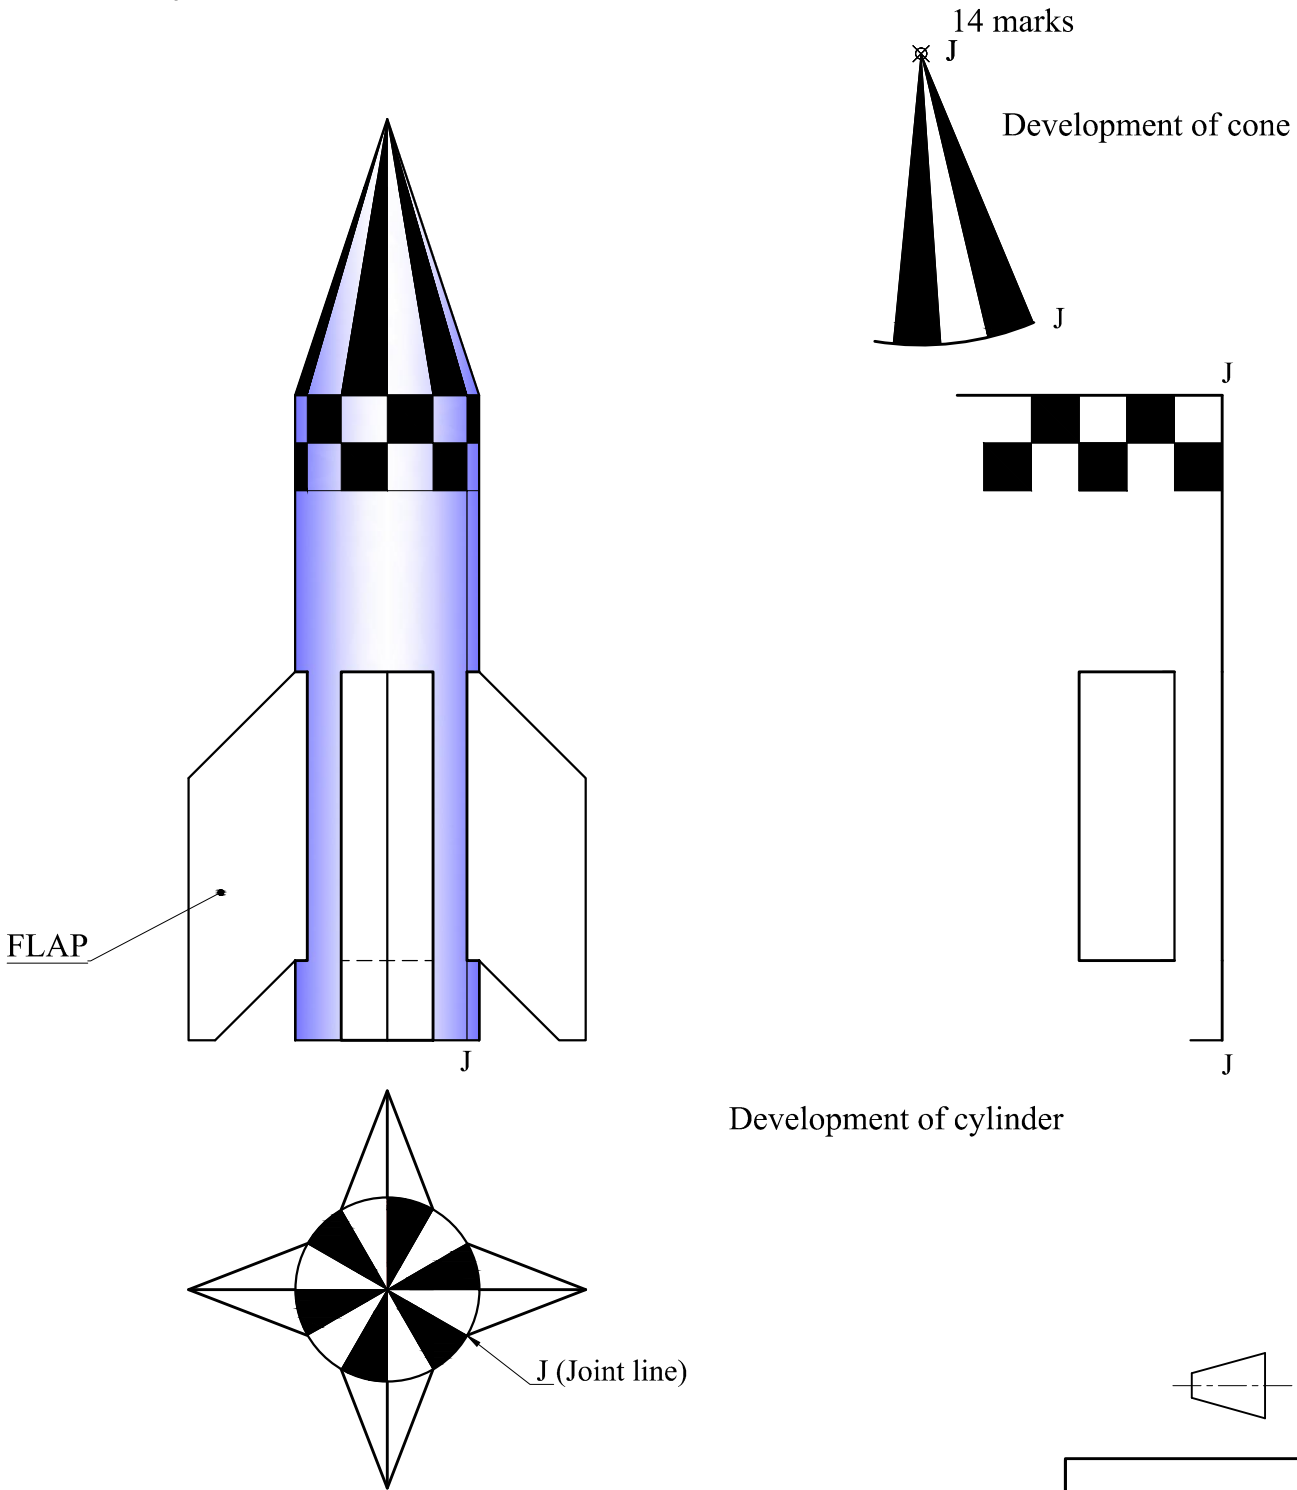 14 marks
J
Development of cone
J
J
FLAP
J
J
Development of cylinder
J (Joint line)